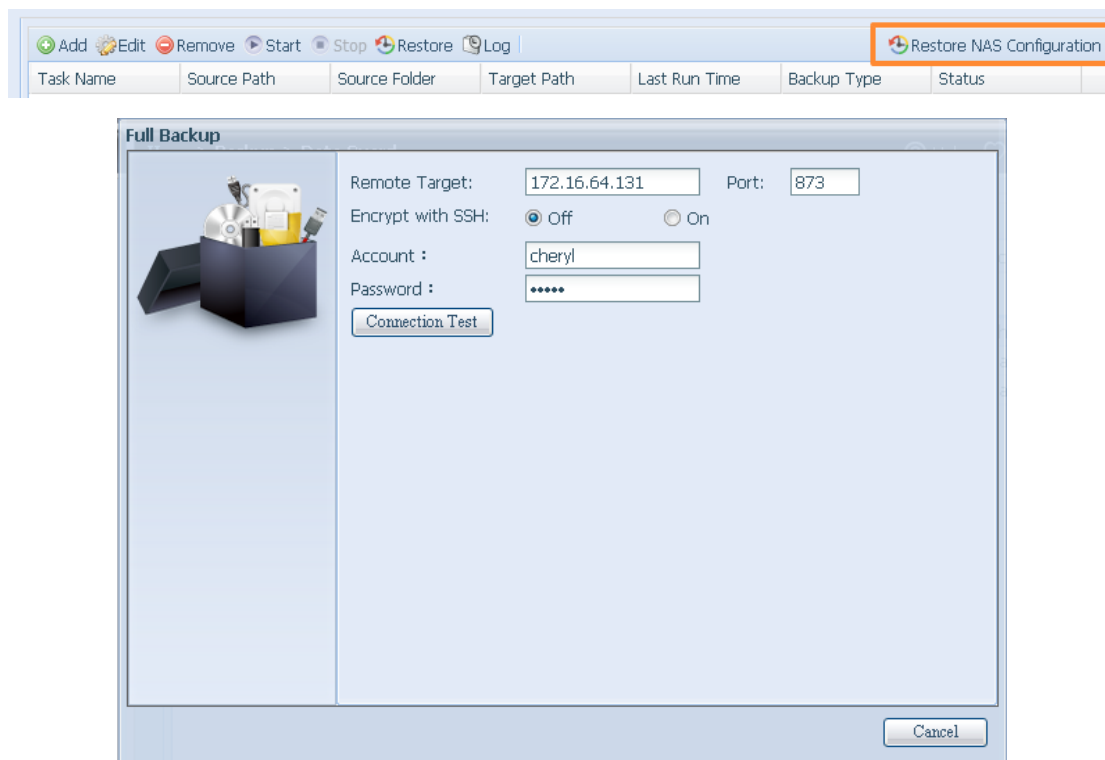 Add Edit Remove Start Stop Restore Log Restore NAS Configuration
Task Name Source Path Source Folder Target Path Last Run Time Backup Type Status
Full Backup
Remote Target: 172.16.64.131 Port: 873
Encrypt with SSH: Off On
Account： cheryl
Password： •••••
Connection Test
Cancel